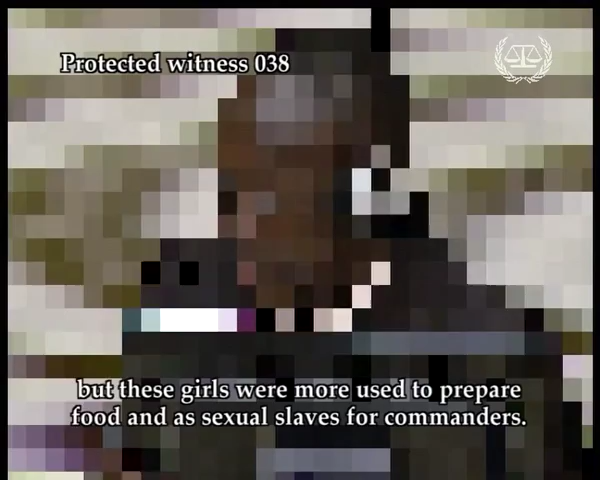 Protected witness 038
but these girls were more used to prepare
food and as sexual slaves for commanders.